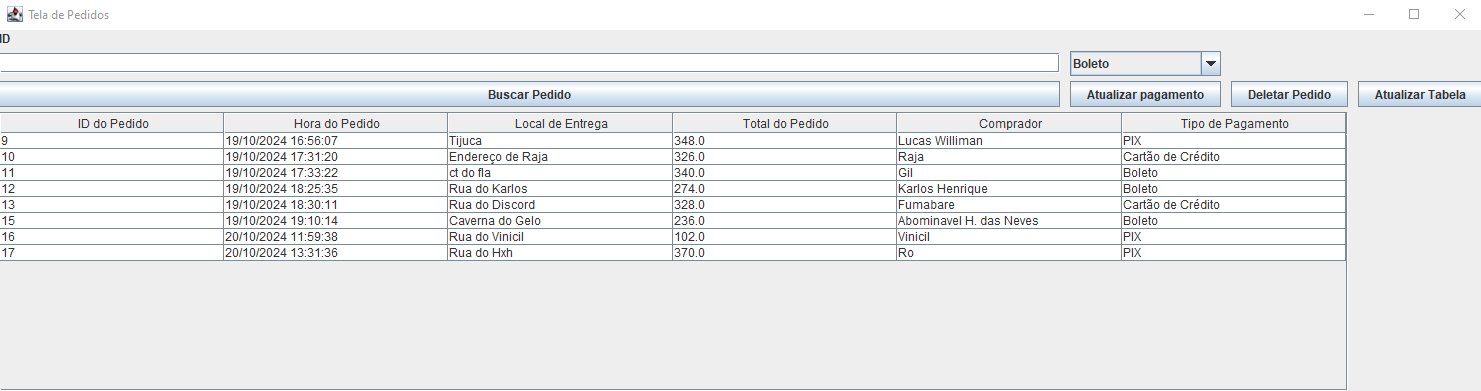 Tela de Pedidos
ID
Boleto
Buscar Pedido Atualizar pagamento Deletar Pedido Atualizar Tabela
ID do Pedido Hora do Pedido Local de Entrega Total do Pedido Comprador Tipo de Pagamento
9 19/10/2024 16:56:07 Tijuca 348.0 Lucas Williman PIX
10 19/10/2024 17:31:20 Endereço de Raja 326.0 Raja Cartão de Crédito
11 19/10/2024 17:33:22 ct do fla 340.0 Gil Boleto
12 19/10/2024 18:25:35 Rua do Karlos 274.0 Karlos Henrique Boleto
13 19/10/2024 18:30:11 Rua do Discord 328.0 Fumabare Cartão de Crédito
15 19/10/2024 19:10:14 Caverna do Gelo 236.0 Abominavel H. das Neves Boleto
16 20/10/2024 11:59:38 Rua do Vinicil 102.0 Vinicil PIX
17 20/10/2024 13:31:36 Rua do Hxh 370.0 Ro PIX